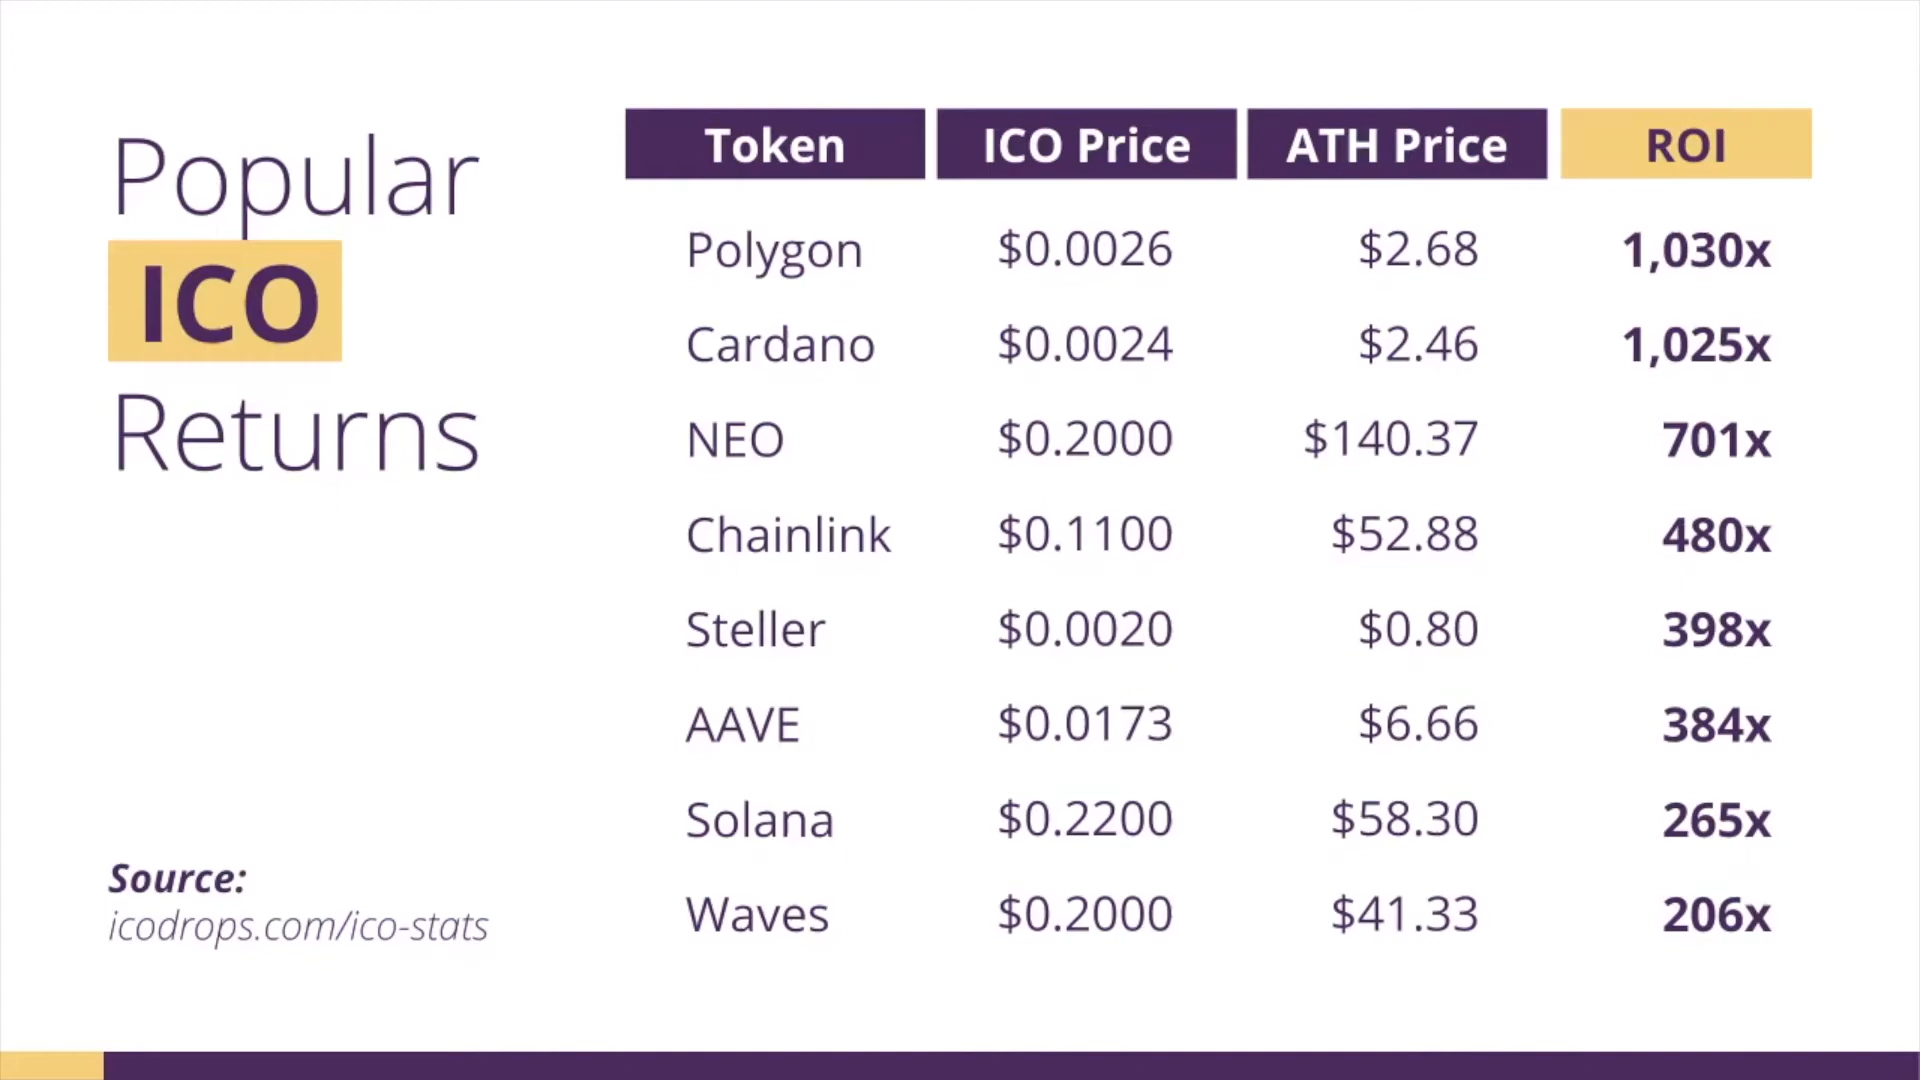 Popular
ICO
Returns
Token ICO Price ATH Price ROI
Polygon $0.0026 $2.68 1,030x
Cardano $0.0024 $2.46 1,025x
NEO $0.2000 $140.37 701x
Chainlink $0.1100 $52.88 480x
Steller $0.0020 $0.80 398x
AAVE $0.0173 $6.66 384x
Solana $0.2200 $58.30 265x
Waves $0.2000 $41.33 206x
Source:
icodrops.com/ico-stats